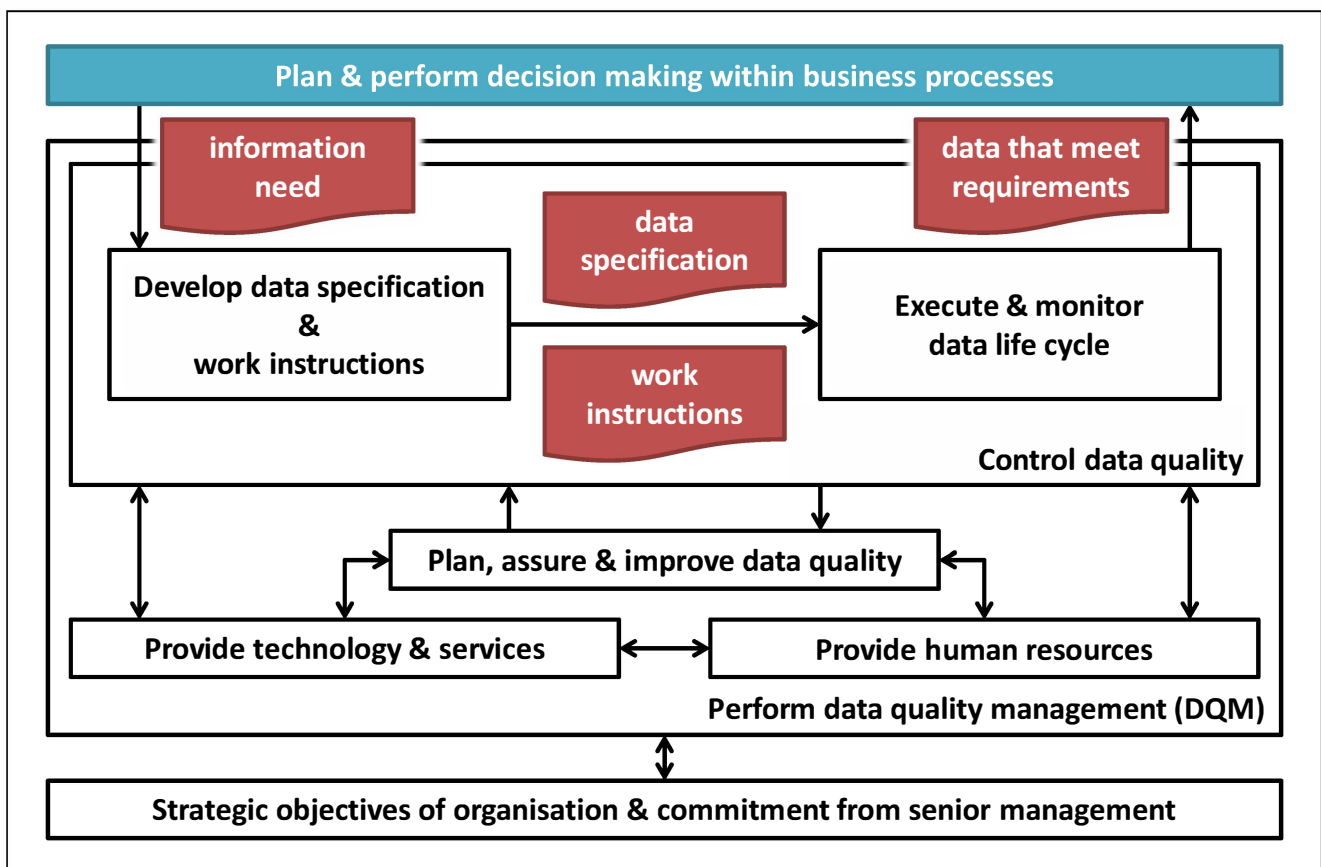 Plan & perform decision making within business processes
information
need
data that meet
requirements
data
specification
Develop data specification
&
work instructions
Execute & monitor
data life cycle
work
instructions
Control data quality
Plan, assure & improve data quality
Provide technology & services
Provide human resources
Perform data quality management (DQM)
Strategic objectives of organisation & commitment from senior management